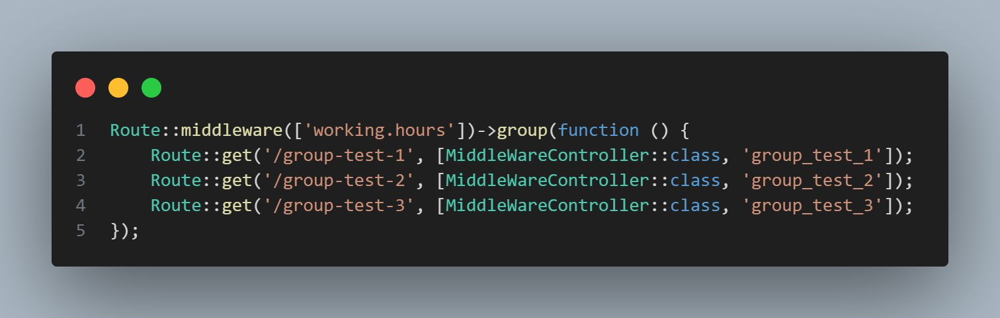 1 Route::middleware(['working.hours'])->group(function () {
2     Route::get('/group-test-1', [MiddleWareController::class, 'group_test_1']);
3     Route::get('/group-test-2', [MiddleWareController::class, 'group_test_2']);
4     Route::get('/group-test-3', [MiddleWareController::class, 'group_test_3']);
5 });